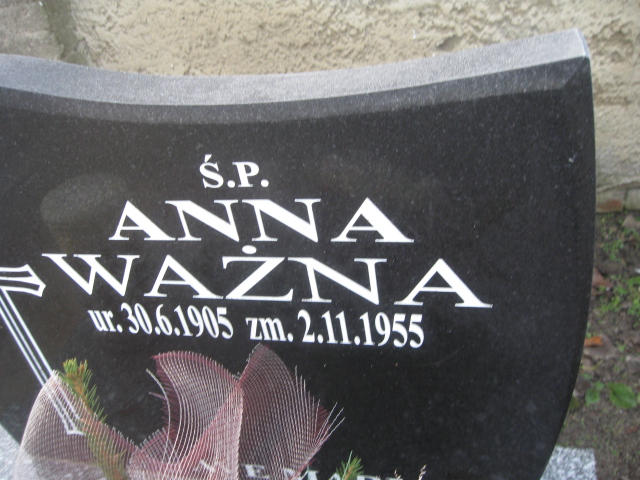 Ś.P.
ANNA
WAŻNA
ur. 30.6.1905 zm. 2.11.1955